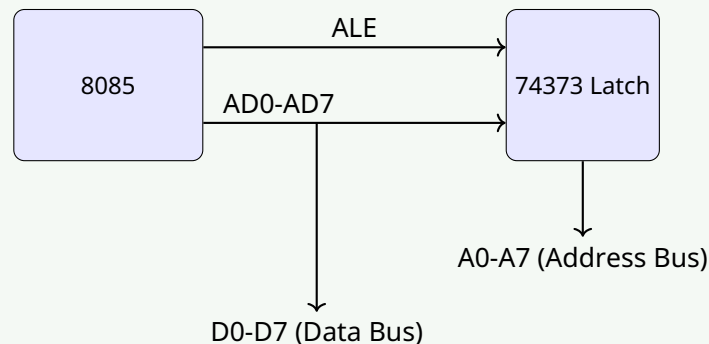 ALE
8085
74373 Latch
AD0-AD7
A0-A7 (Address Bus)
D0-D7 (Data Bus)